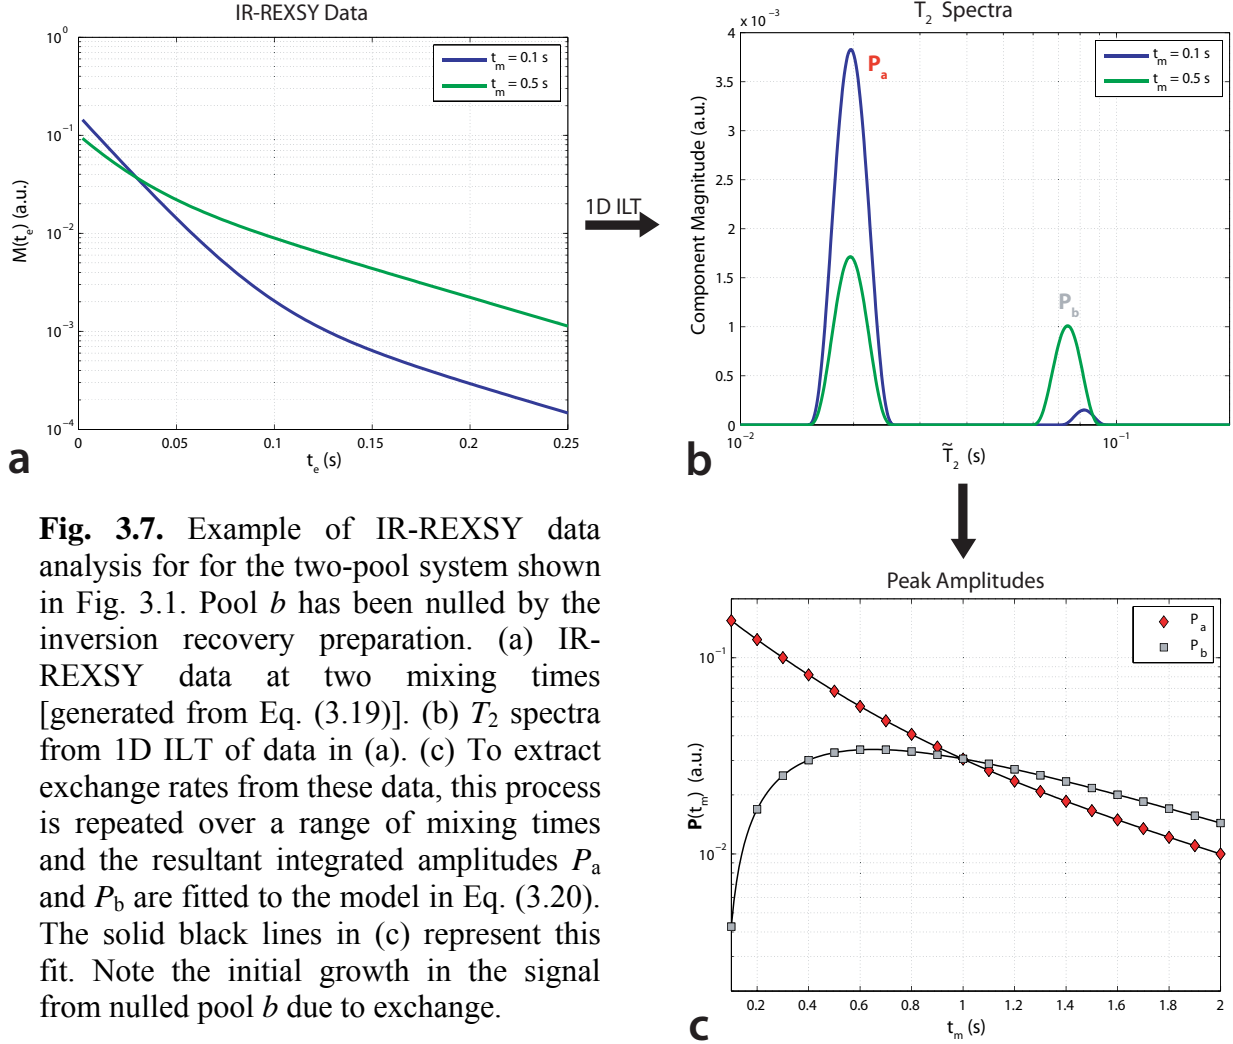 IR-REXSY Data
10^0
10^-1
10^-2
10^-3
10^-4
M(t_e) (a.u.)
t_m = 0.1 s
t_m = 0.5 s
0 0.05 0.1 0.15 0.2 0.25
t_e (s)
a
1D ILT
T_2 Spectra
x 10^-3
4
3.5
3
2.5
2
1.5
1
0.5
0
Component Magnitude (a.u.)
P_a
P_b
t_m = 0.1 s
t_m = 0.5 s
10^-2 10^-1
T̃_2 (s)
b
Fig. 3.7. Example of IR-REXSY data
analysis for for the two-pool system shown
in Fig. 3.1. Pool b has been nulled by the
inversion recovery preparation. (a) IR-
REXSY data at two mixing times
[generated from Eq. (3.19)]. (b) T_2 spectra
from 1D ILT of data in (a). (c) To extract
exchange rates from these data, this process
is repeated over a range of mixing times
and the resultant integrated amplitudes P_a
and P_b are fitted to the model in Eq. (3.20).
The solid black lines in (c) represent this
fit. Note the initial growth in the signal
from nulled pool b due to exchange.
Peak Amplitudes
P_a
P_b
10^-1
10^-2
P(t_m) (a.u.)
0.2 0.4 0.6 0.8 1 1.2 1.4 1.6 1.8 2
t_m (s)
c